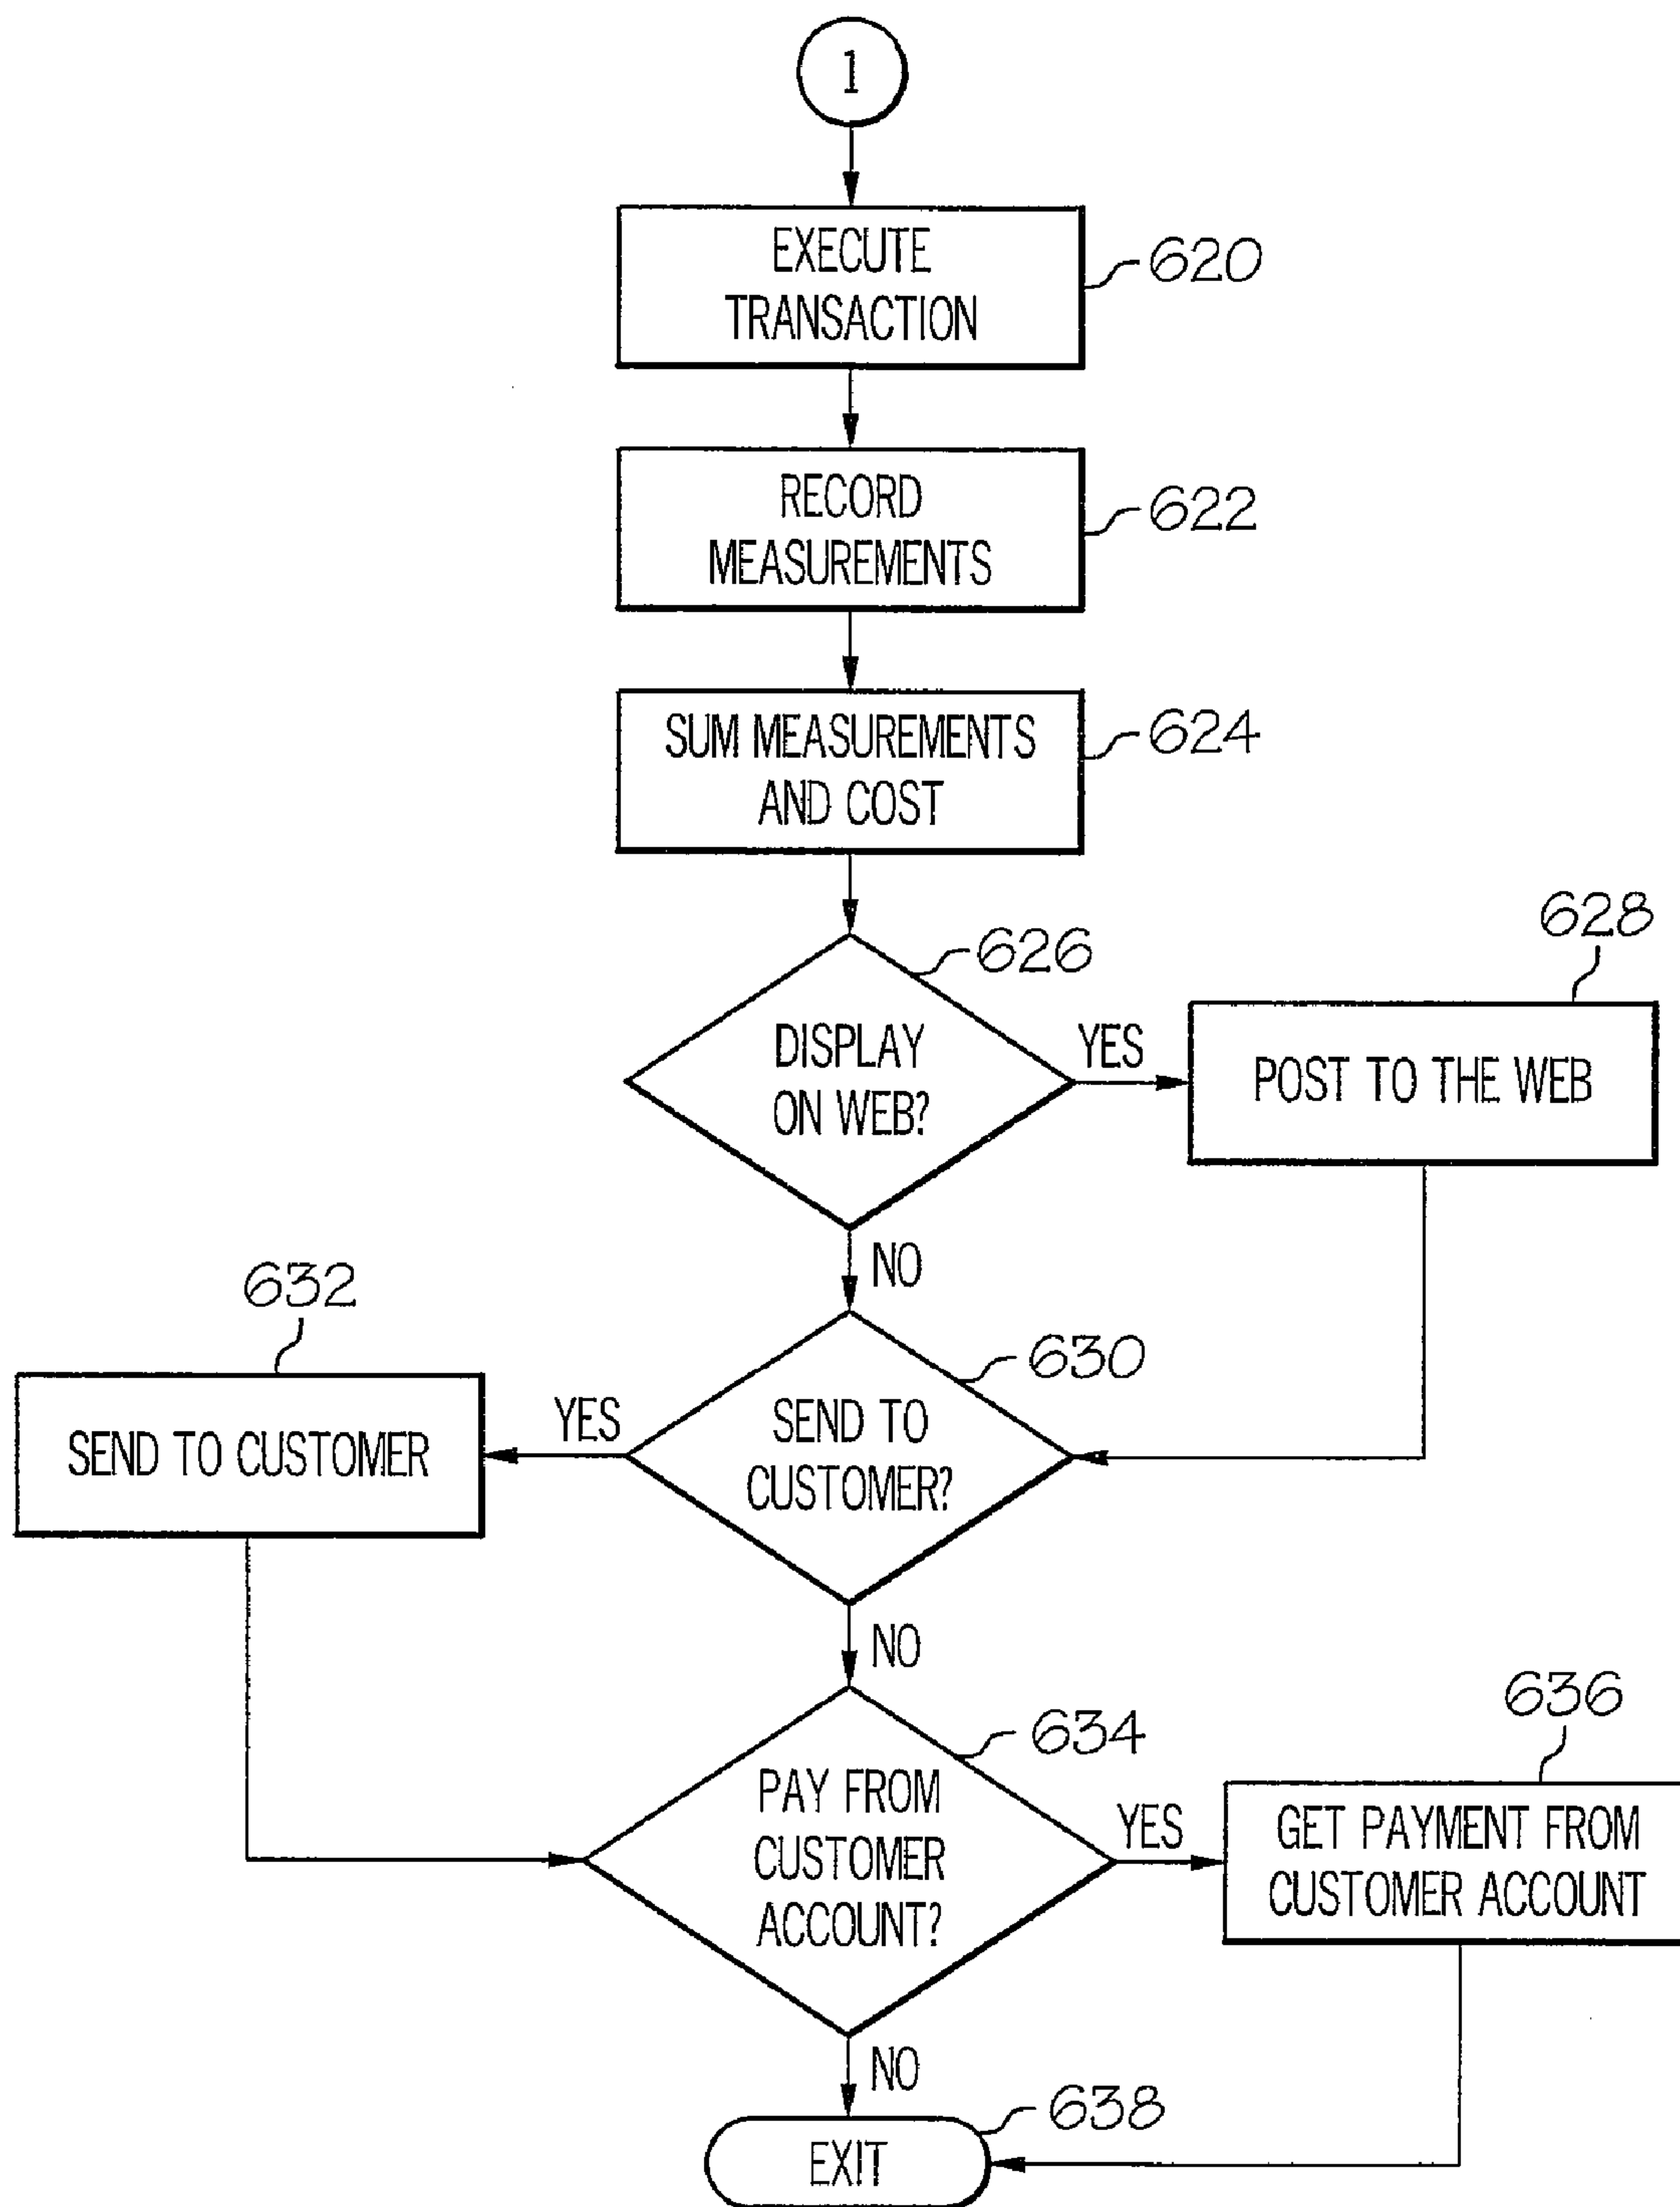 1
EXECUTE
TRANSACTION
620
RECORD
MEASUREMENTS
622
SUM MEASUREMENTS
AND COST
624
626
DISPLAY
ON WEB?
YES
628
POST TO THE WEB
NO
630
SEND TO
CUSTOMER?
YES
632
SEND TO CUSTOMER
NO
634
PAY FROM
CUSTOMER
ACCOUNT?
YES
636
GET PAYMENT FROM
CUSTOMER ACCOUNT
NO
638
EXIT